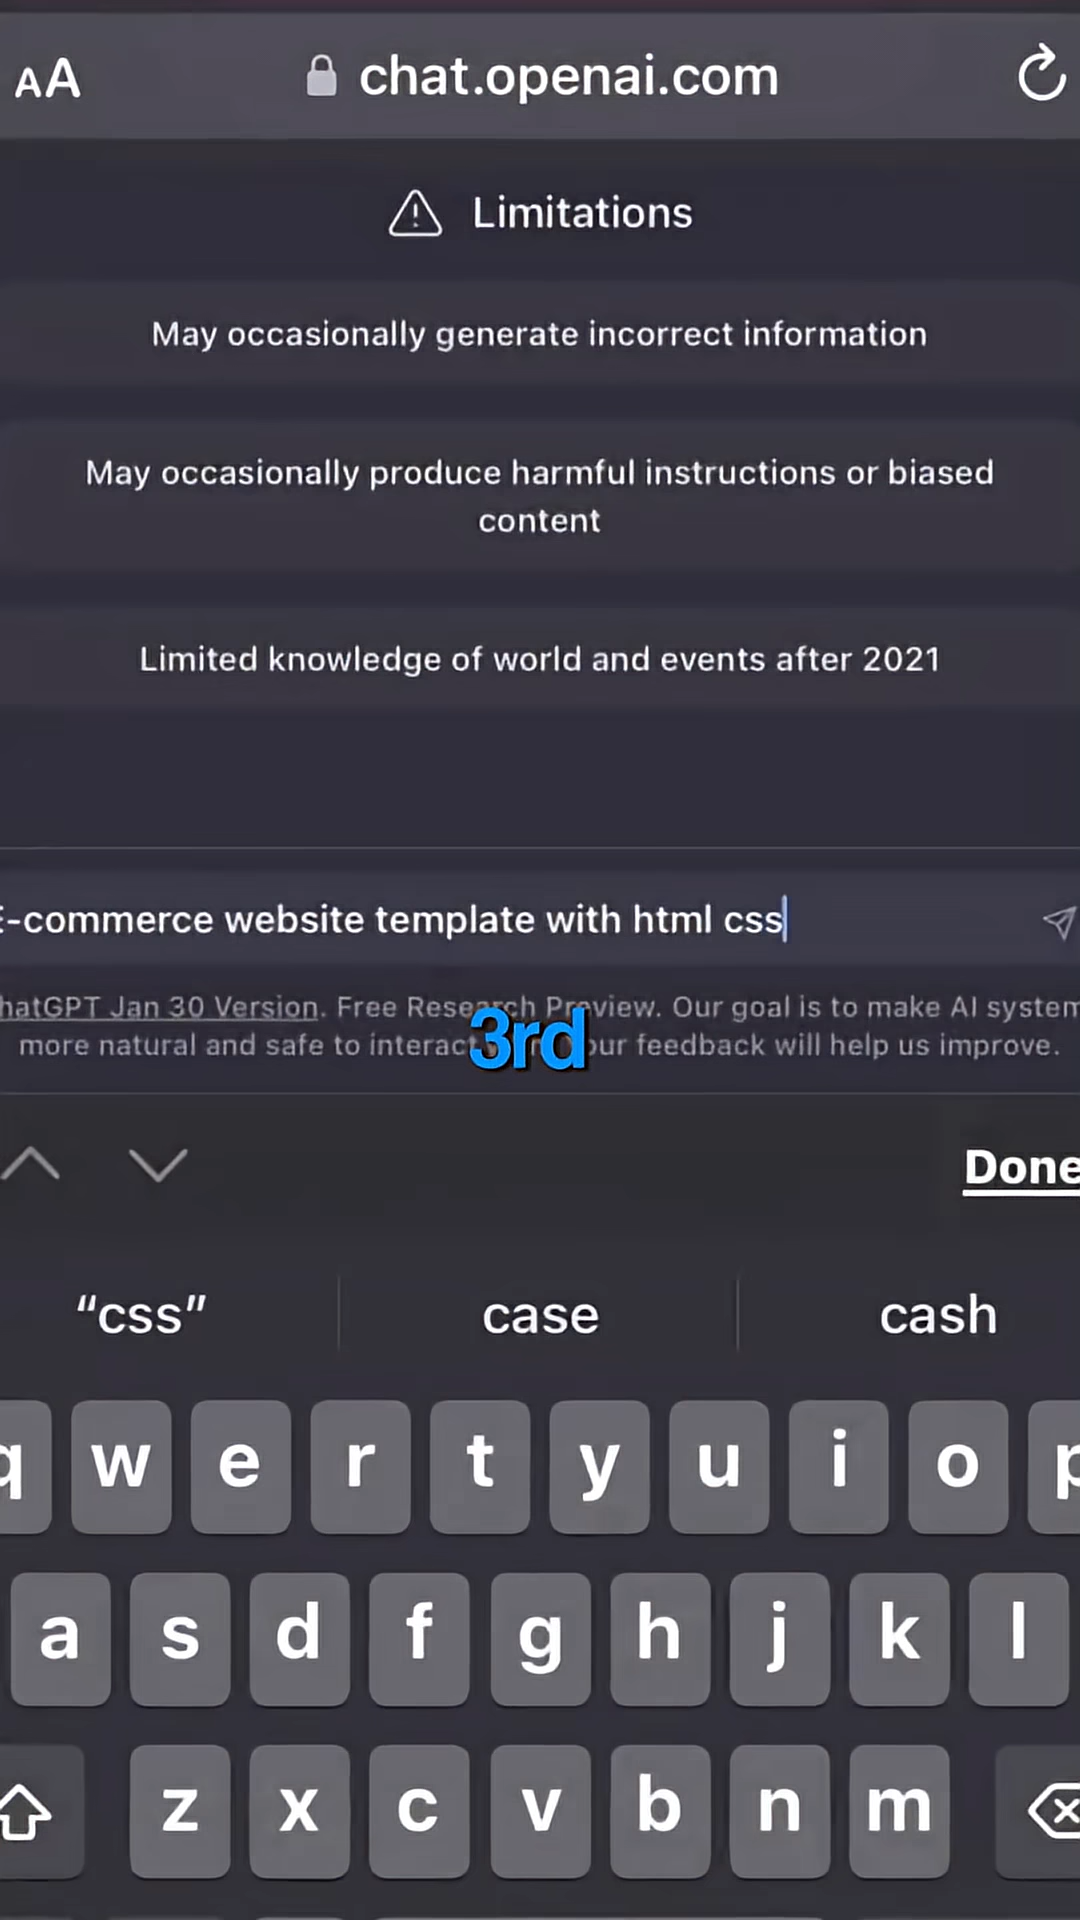 AA chat.openai.com
Limitations
May occasionally generate incorrect information
May occasionally produce harmful instructions or biased
content
Limited knowledge of world and events after 2021
E-commerce website template with html css
hatGPT Jan 30 Version. Free Research Preview. Our goal is to make AI system
3rd
more natural and safe to interact our feedback will help us improve.
Done
“css” case cash
q w e r t y u i o p
a s d f g h j k l
z x c v b n m